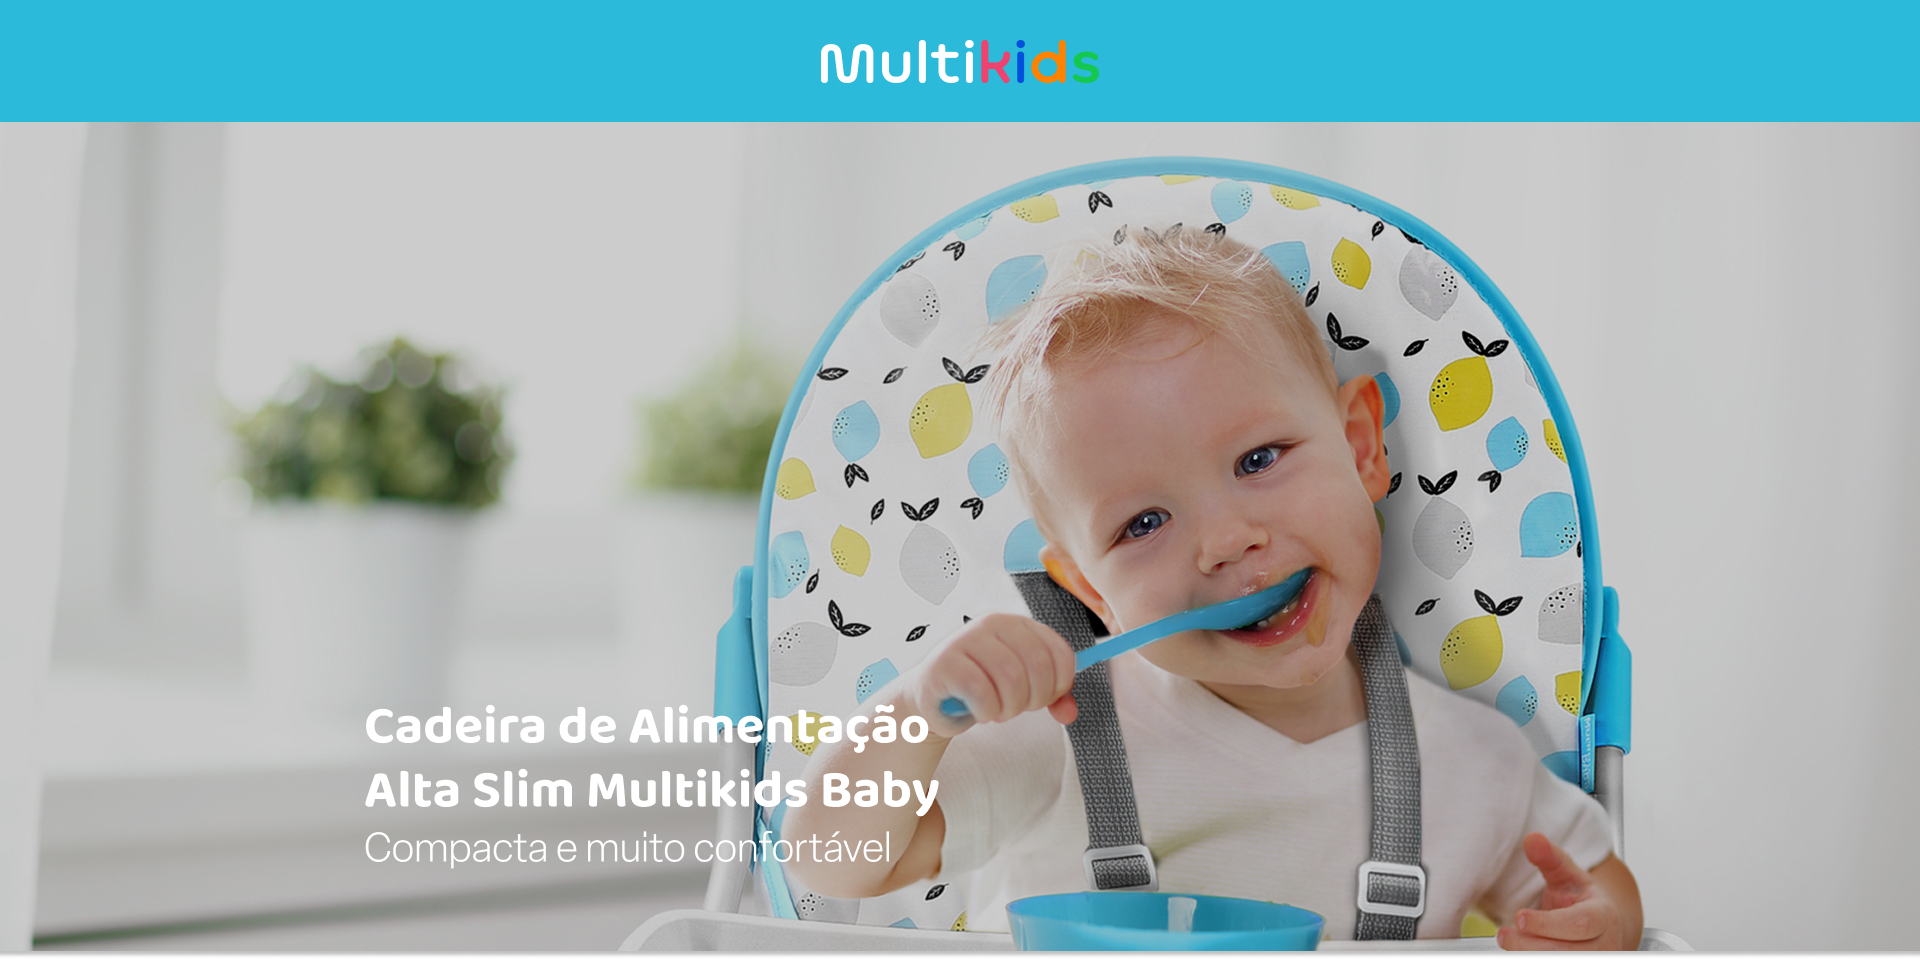 Multikids
Cadeira de Alimentação
Alta Slim Multikids Baby
Compacta e muito confortável